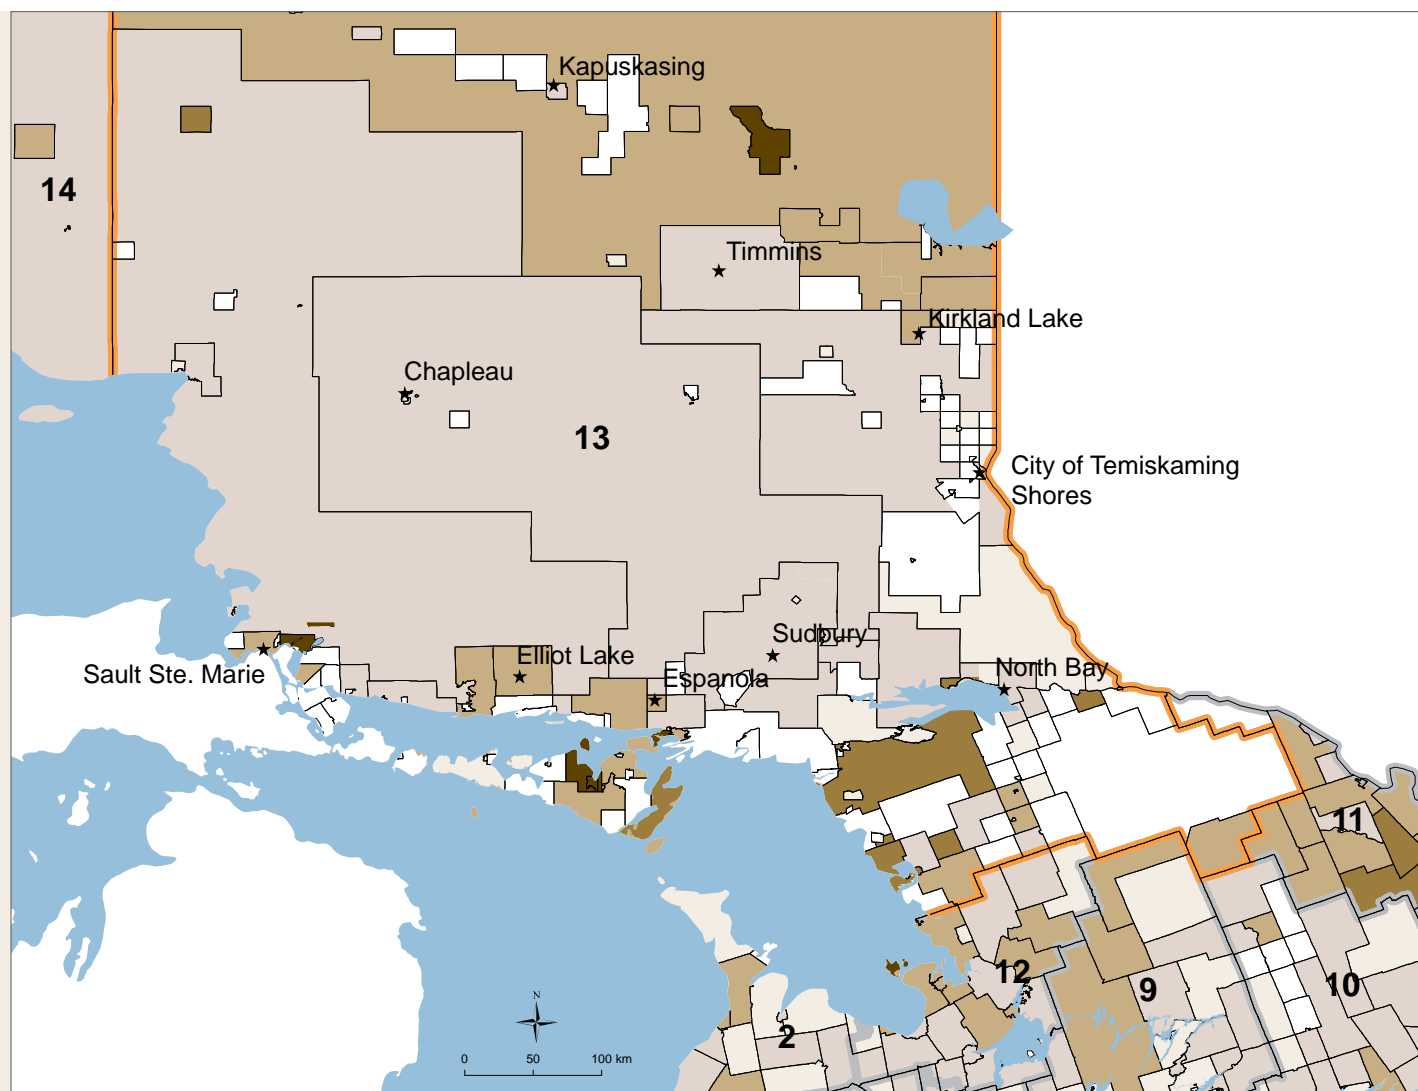 Kapuskasing
14
Timmins
Kirkland Lake
Chapleau
13
City of Temiskaming
Shores
Sudbury
Elliot Lake
North Bay
Sault Ste. Marie
Espanola
11
12
9
10
N
2
0 50 100 km